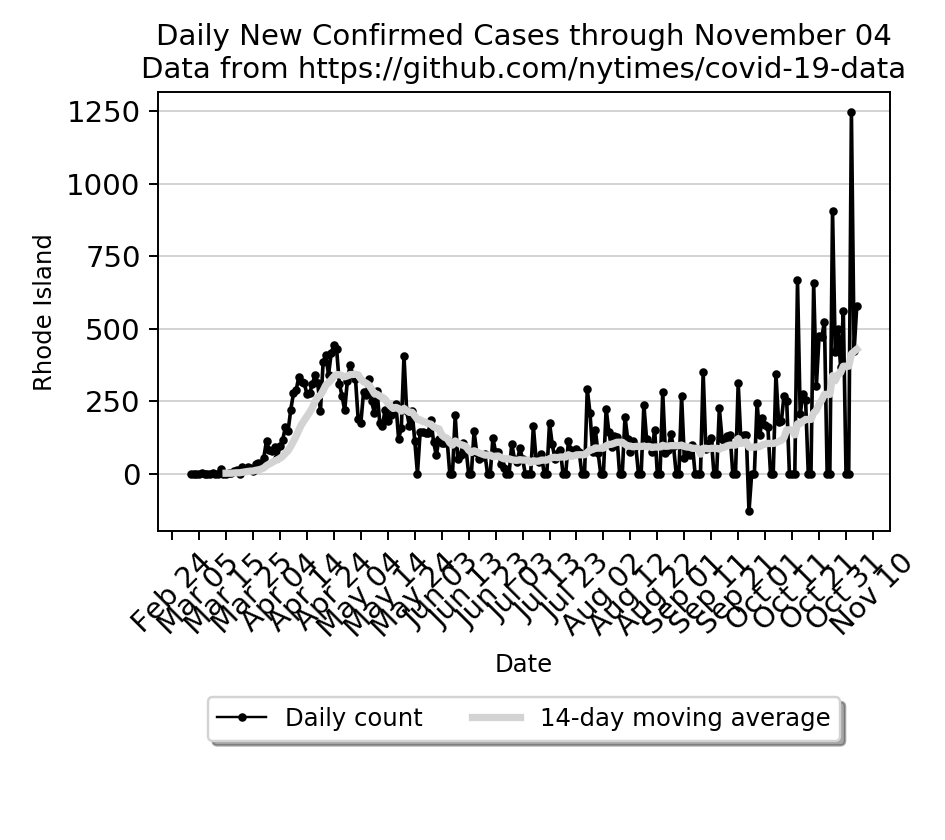 Daily New Confirmed Cases through November 04
Data from https://github.com/nytimes/covid-19-data
1250
1000
750
500
250
0
Rhode Island
Feb 24
Mar 05
Mar 15
Mar 25
Apr 04
Apr 14
Apr 24
May 04
May 14
May 24
Jun 03
Jun 13
Jun 23
Jul 03
Jul 13
Jul 23
Aug 02
Aug 12
Aug 22
Sep 01
Sep 11
Sep 21
Oct 01
Oct 11
Oct 21
Oct 31
Nov 10
Date
Daily count
14-day moving average